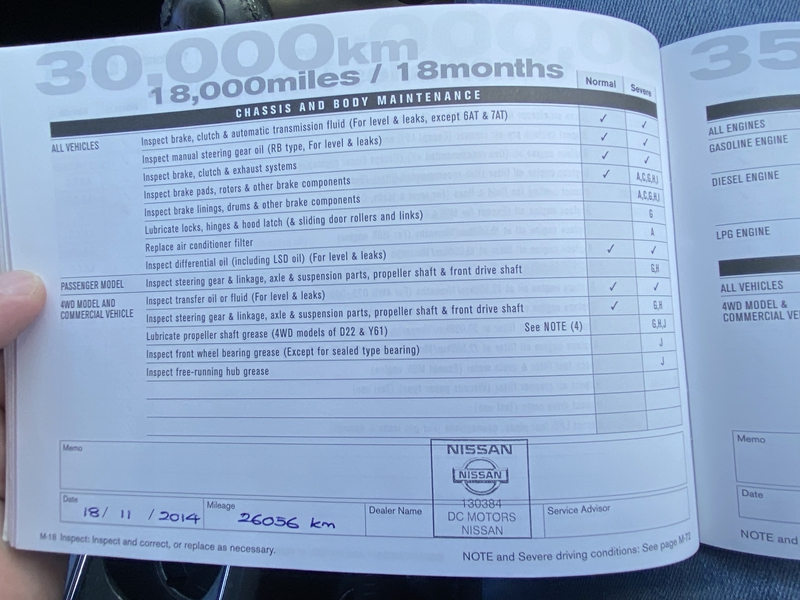 30,000km
18,000miles / 18months
Normal Severe
CHASSIS AND BODY MAINTENANCE
ALL VEHICLES Inspect brake, clutch & automatic transmission fluid (For level & leaks, except 6AT & 7AT) ✓ ✓
Inspect manual steering gear oil (RB type, For level & leaks) ✓ ✓
Inspect brake, clutch & exhaust systems ✓ ✓
Inspect brake pads, rotors & other brake components ✓ A,C,G,H,I
Inspect brake linings, drums & other brake components A,C,G,H,I
Lubricate locks, hinges & hood latch (& sliding door rollers and links) G
Replace air conditioner filter A
Inspect differential oil (including LSD oil) (For level & leaks) ✓ ✓
PASSENGER MODEL Inspect steering gear & linkage, axle & suspension parts, propeller shaft & front drive shaft G,H
4WD MODEL AND COMMERCIAL VEHICLE Inspect transfer oil or fluid (For level & leaks) ✓ ✓
Inspect steering gear & linkage, axle & suspension parts, propeller shaft & front drive shaft ✓ G,H
Lubricate propeller shaft grease (4WD models of D22 & Y61) See NOTE (4) G,H,J
Inspect front wheel bearing grease (Except for sealed type bearing) J
Inspect free-running hub grease J
Memo
NISSAN
NISSAN
130384
DC MOTORS
NISSAN
Date 18/ 11 / 2014 Mileage 26056 km Dealer Name Service Advisor
M-18 Inspect: Inspect and correct, or replace as necessary.
NOTE and Severe driving conditions: See page M-70
35
ALL ENGINES
GASOLINE ENGINE
DIESEL ENGINE
LPG ENGINE
ALL VEHICLES
4WD MODEL &
COMMERCIAL VE
Memo
Date
NOTE and